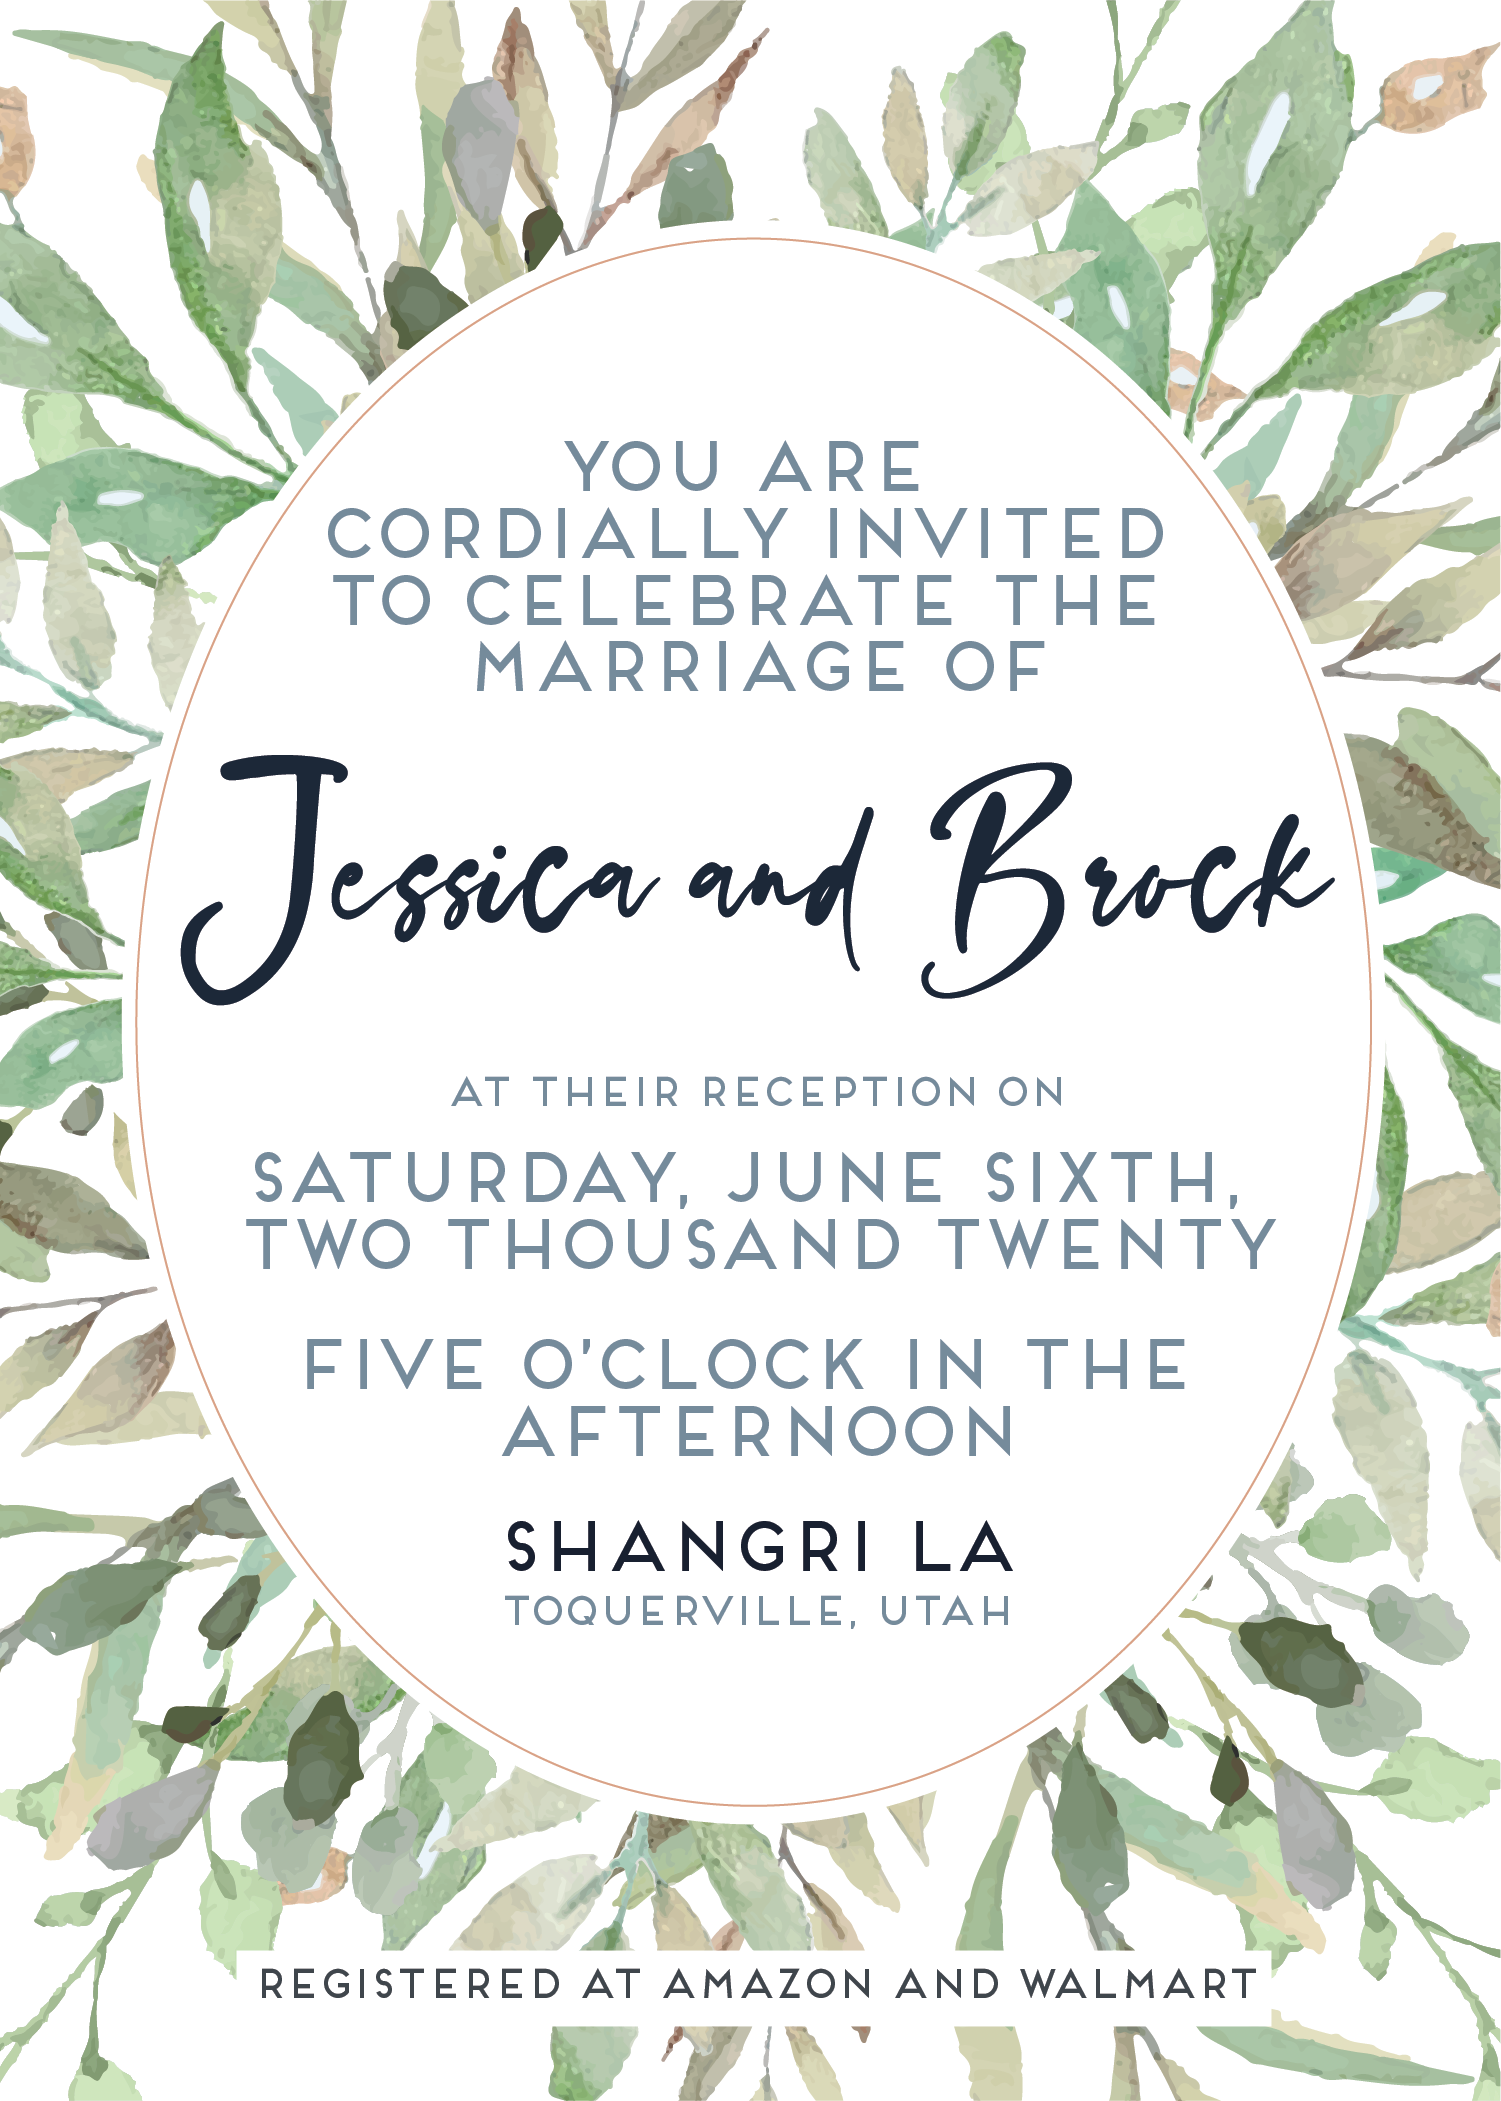 YOU ARE
CORDIALLY INVITED
TO CELEBRATE THE
MARRIAGE OF
Jessica and Brock
AT THEIR RECEPTION ON
SATURDAY, JUNE SIXTH,
TWO THOUSAND TWENTY
FIVE O'CLOCK IN THE
AFTERNOON
SHANGRI LA
TOQUERVILLE, UTAH
REGISTERED AT AMAZON AND WALMART